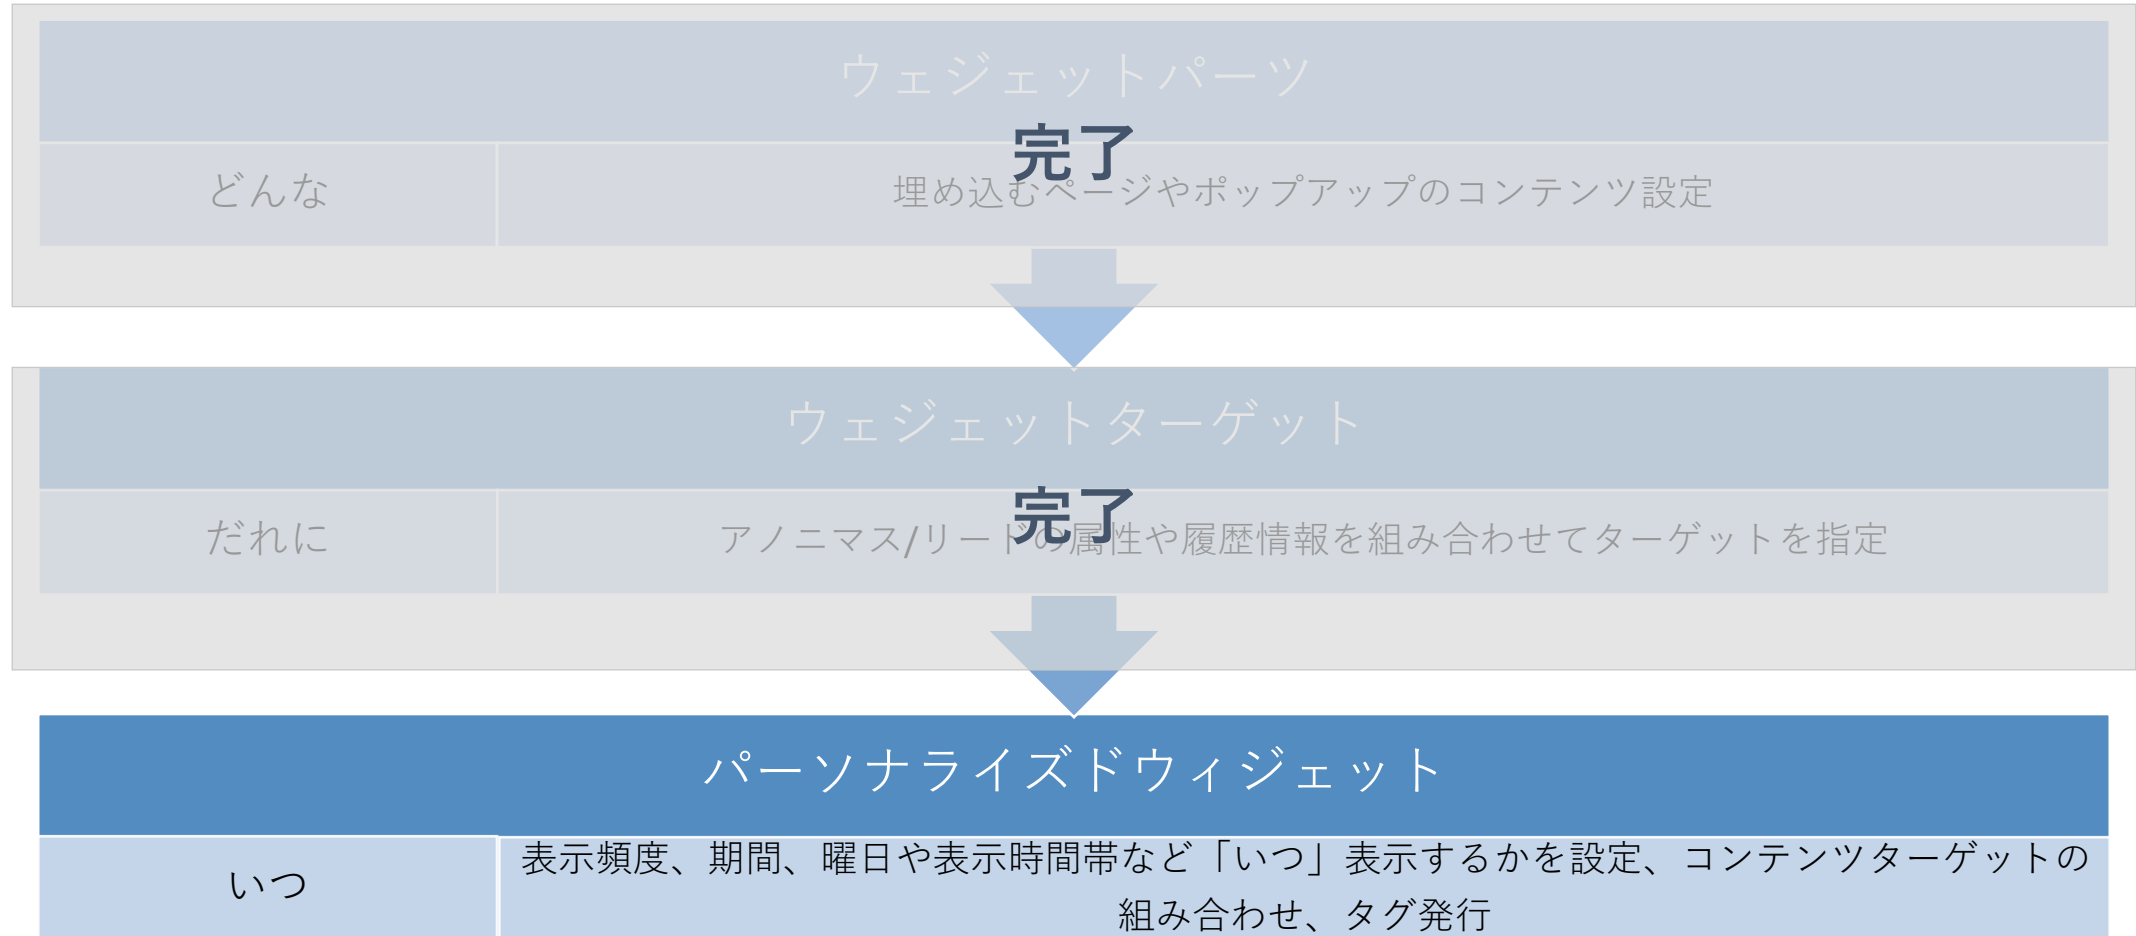 ウェジェットパーツ
完了
どんな
埋め込むページやポップアップのコンテンツ設定
ウェジェットターゲット
完了
だれに
アノニマス/リードの属性や履歴情報を組み合わせてターゲットを指定
パーソナライズドウィジェット
いつ
表示頻度、期間、曜日や表示時間帯など「いつ」表示するかを設定、コンテンツターゲットの
組み合わせ、タグ発行